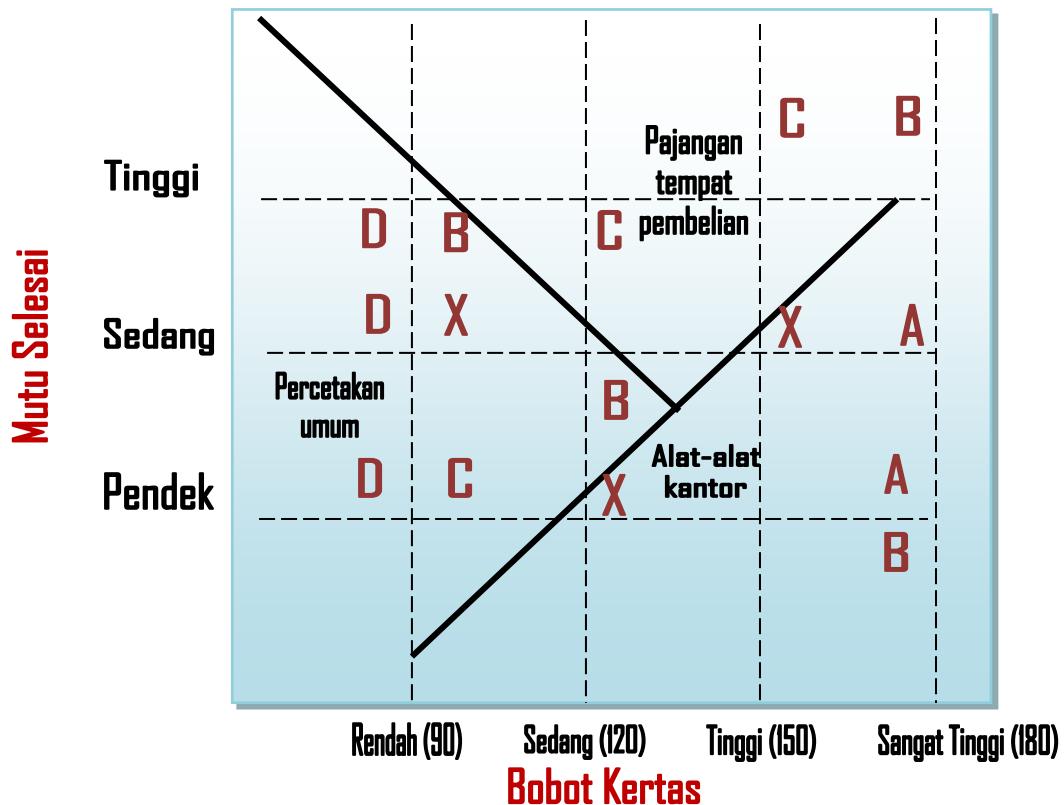 C B
Pajangan
tempat
pembelian
Tinggi
D B C
Mutu Selesai
D X X A
Sedang
Percetakan
umum
B
Alat-alat
kantor
D C X A
Pendek
B
Rendah (90) Sedang (120) Tinggi (150) Sangat Tinggi (180)
Bobot Kertas